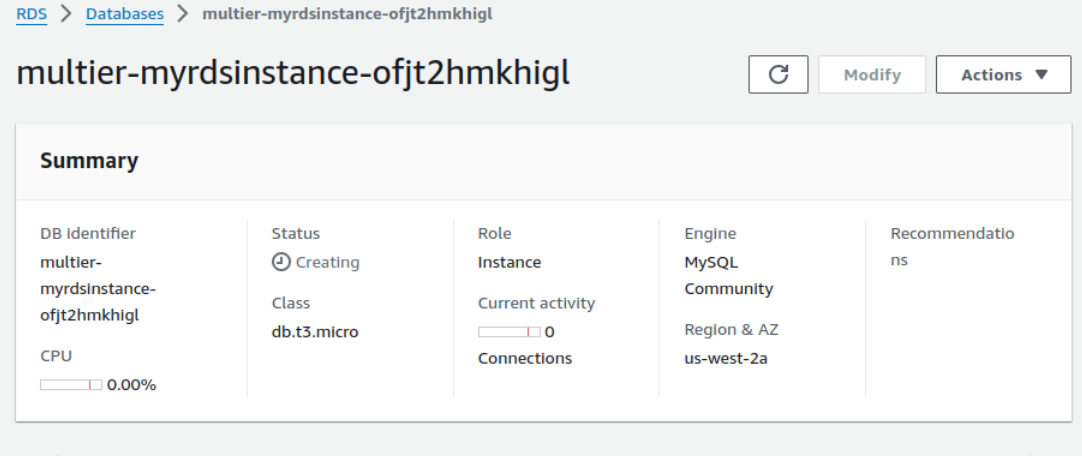 RDS > Databases > multier-myrdsinstance-ofjt2hmkhigl
multier-myrdsinstance-ofjt2hmkhigl
Modify
Actions ▼
Summary
DB identifier
multier-
myrdsinstance-
ofjt2hmkhigl
CPU
0.00%
Status
Creating
Class
db.t3.micro
Role
Instance
Current activity
0
Connections
Engine
MySQL
Community
Region & AZ
us-west-2a
Recommendatio
ns